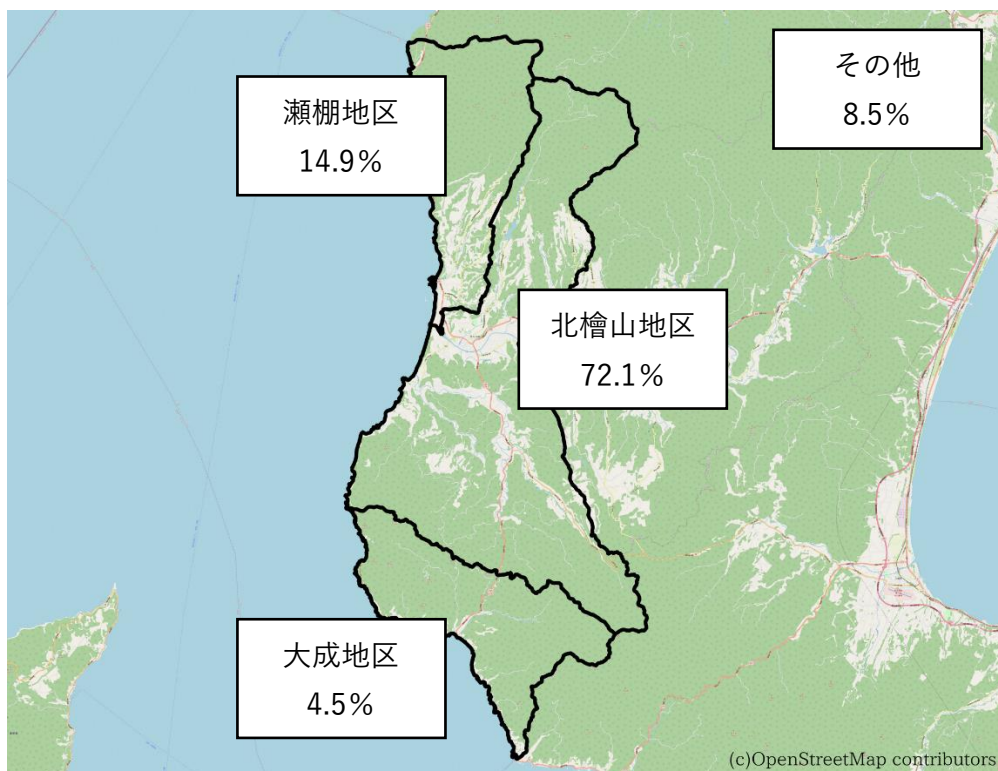 その他
8.5%
瀬棚地区
14.9%
北檜山地区
72.1%
大成地区
4.5%
(c)OpenStreetMap contributors